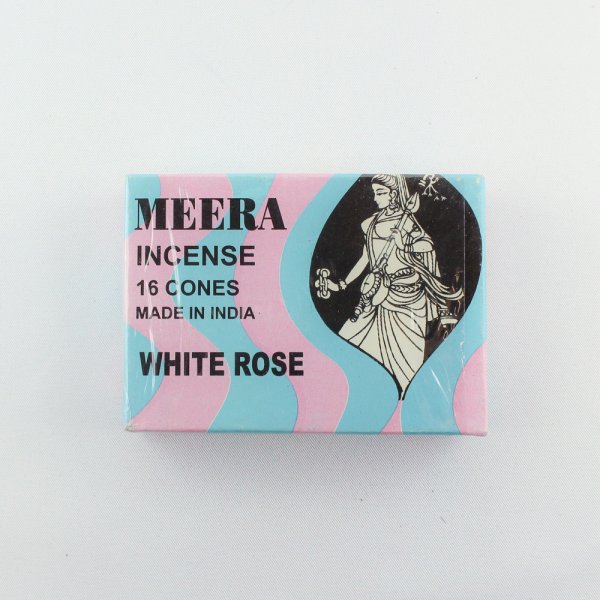 MEERA
INCENSE
16 CONES
MADE IN INDIA
WHITE ROSE